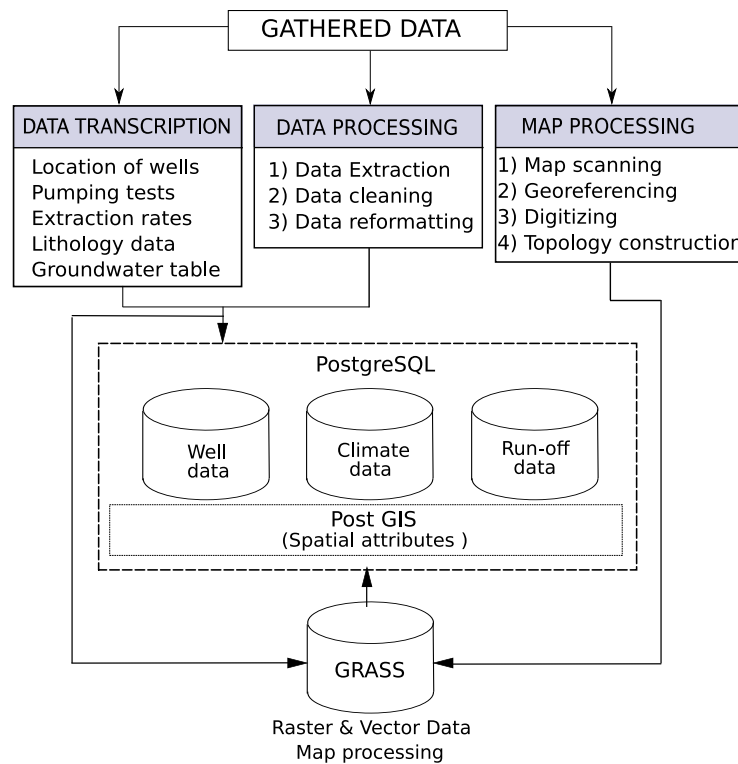 GATHERED DATA
DATA TRANSCRIPTION
Location of wells
Pumping tests
Extraction rates
Lithology data
Groundwater table
DATA PROCESSING
1) Data Extraction
2) Data cleaning
3) Data reformatting
MAP PROCESSING
1) Map scanning
2) Georeferencing
3) Digitizing
4) Topology construction
PostgreSQL
Well
data
Climate
data
Run-off
data
Post GIS
(Spatial attributes )
GRASS
Raster & Vector Data
Map processing